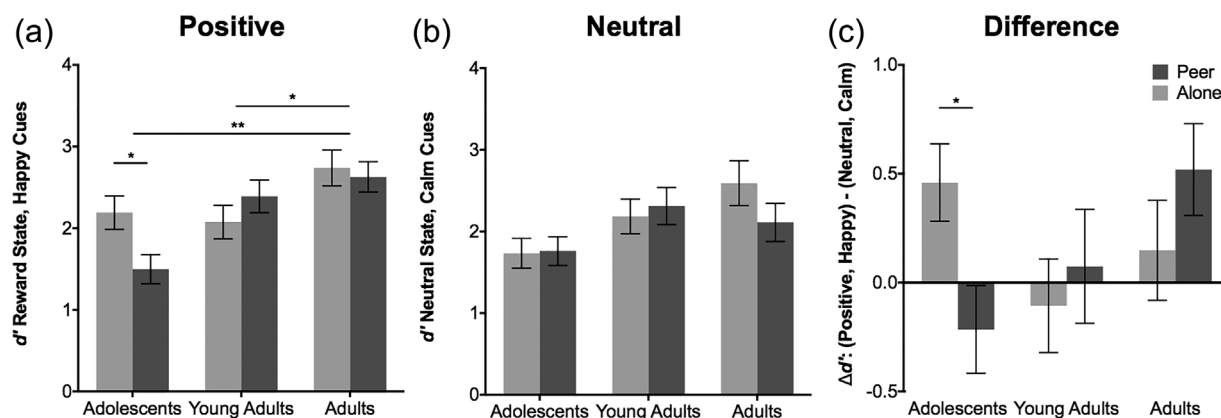 (a)
Positive
d′ Reward State, Happy Cues
4
3
2
1
0
*
**
*
Adolescents Young Adults Adults
(b)
Neutral
d′ Neutral State, Calm Cues
4
3
2
1
0
Adolescents Young Adults Adults
(c)
Difference
Δd′: (Positive, Happy) - (Neutral, Calm)
1.0
0.5
0.0
-0.5
*
Peer
Alone
Adolescents Young Adults Adults